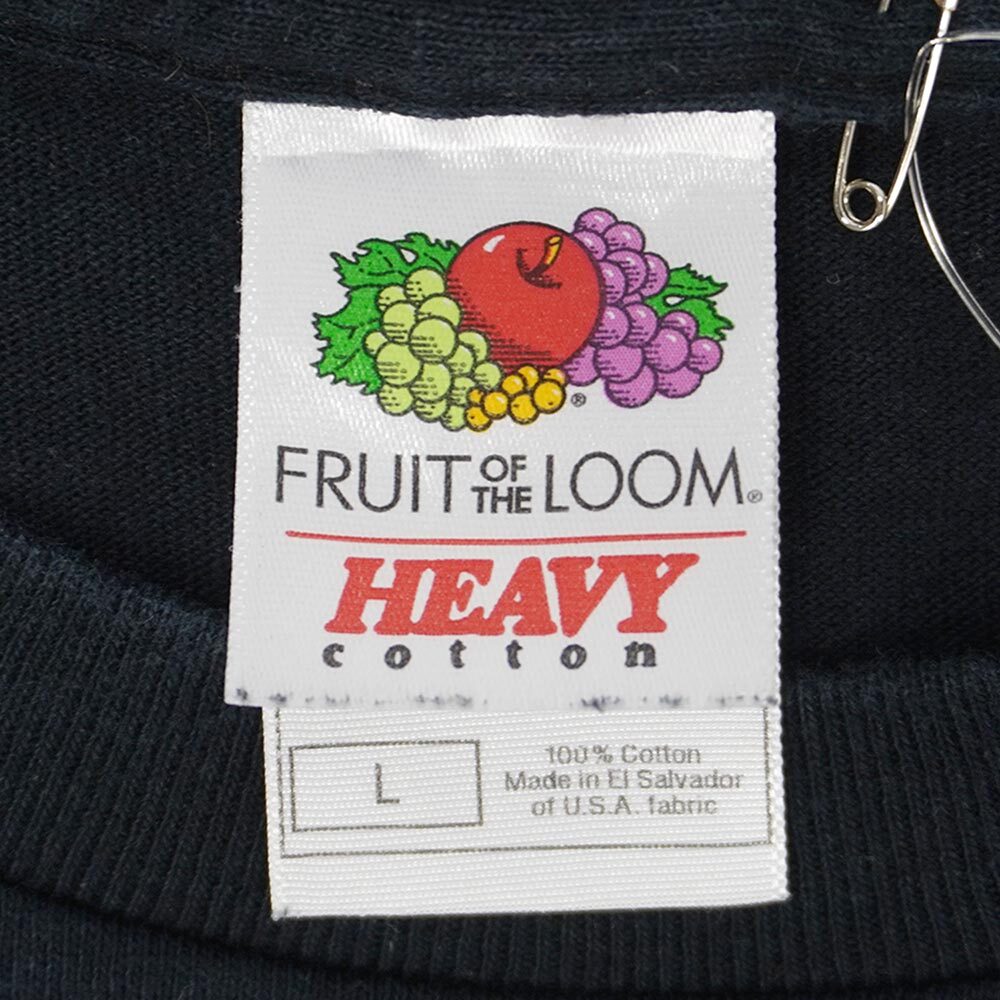 ®
FRUIT OF THE LOOM®
HEAVY
cotton
L
100% Cotton
Made in El Salvador
of U.S.A. fabric